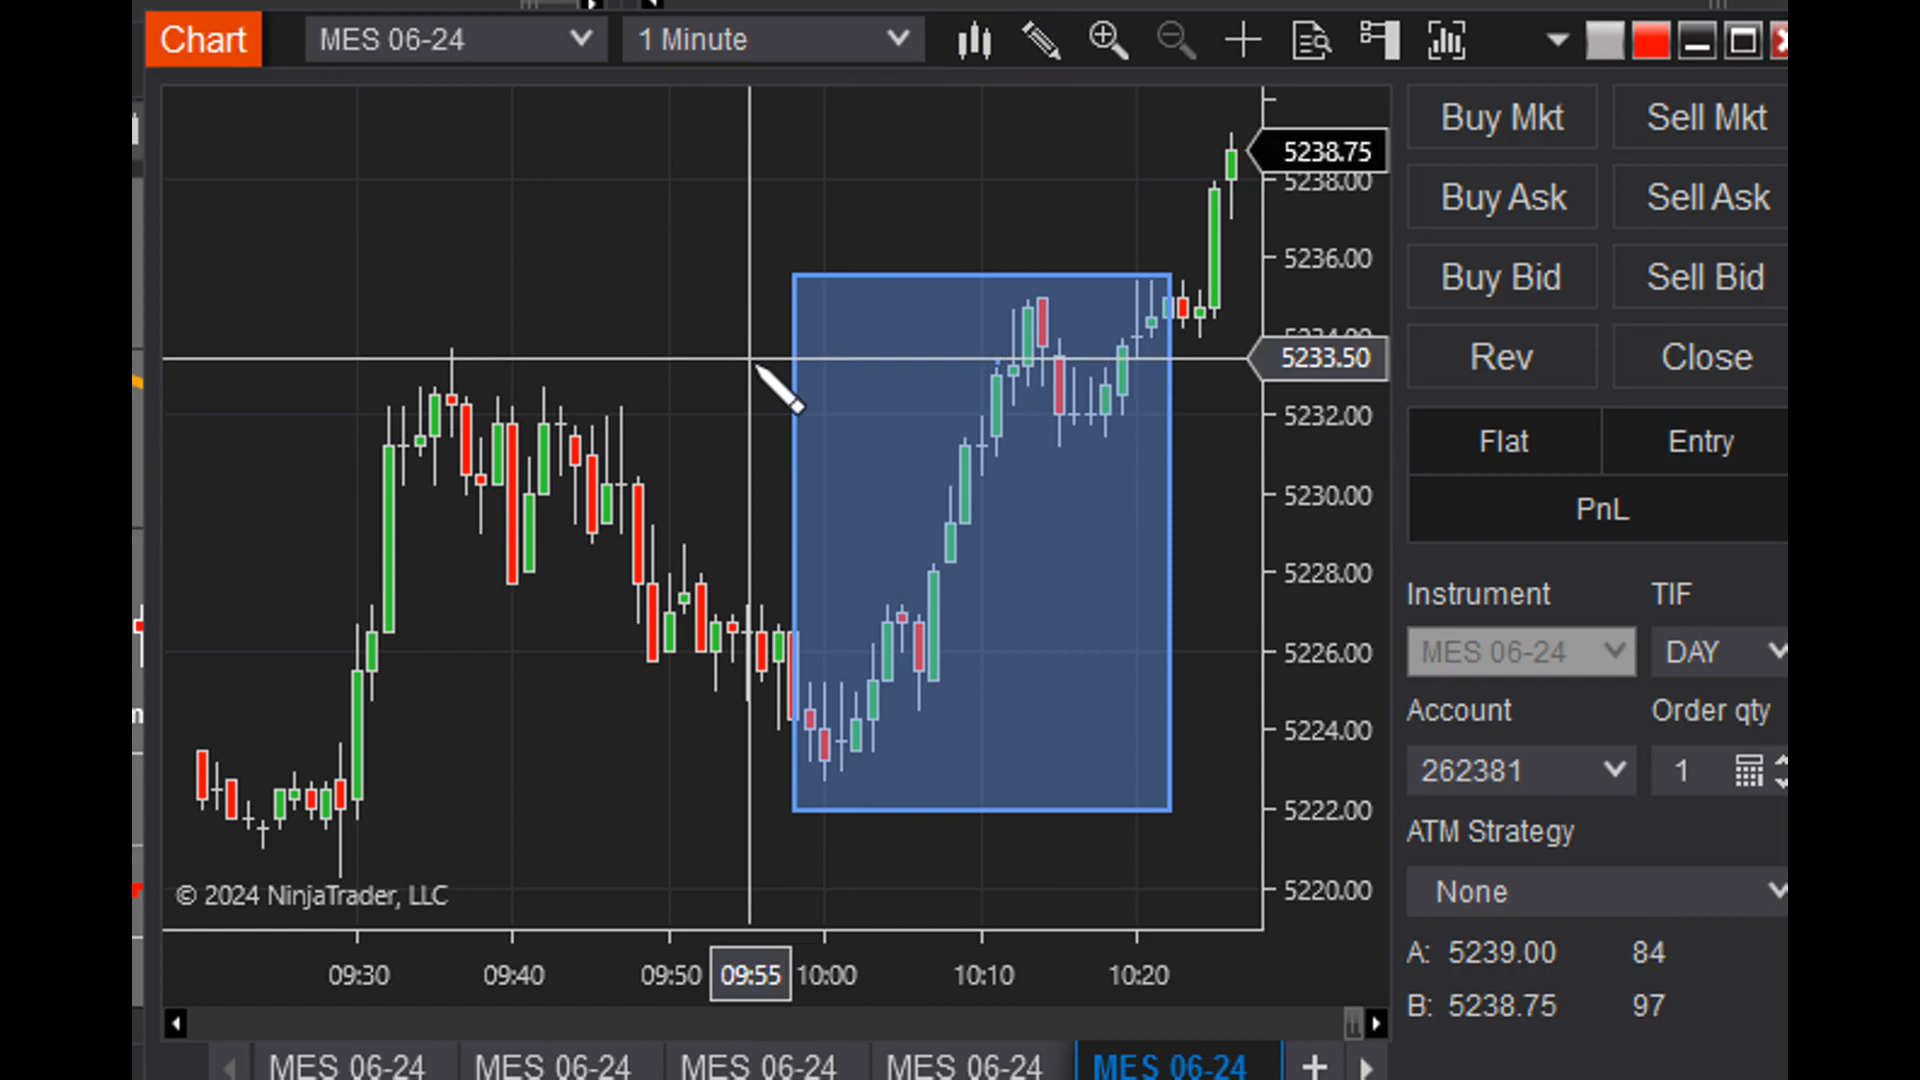 Chart MES 06-24 1 Minute
Buy Mkt Sell Mkt
Buy Ask Sell Ask
Buy Bid Sell Bid
Rev Close
Flat Entry
PnL
Instrument TIF
MES 06-24 DAY
Account Order qty
262381 1
ATM Strategy
None
A: 5239.00 84
B: 5238.75 97
5238.75
5238.00
5236.00
5234.00
5233.50
5232.00
5230.00
5228.00
5226.00
5224.00
5222.00
5220.00
© 2024 NinjaTrader, LLC
09:30 09:40 09:50 09:55 10:00 10:10 10:20
MES 06-24 MES 06-24 MES 06-24 MES 06-24 MES 06-24 +